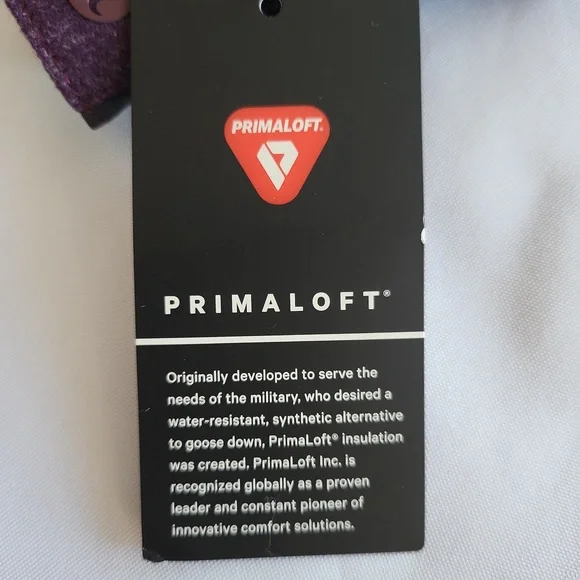 PRIMALOFT®
PRIMALOFT®
Originally developed to serve the
needs of the military, who desired a
water-resistant, synthetic alternative
to goose down, PrimaLoft® insulation
was created. PrimaLoft Inc. is
recognized globally as a proven
leader and constant pioneer of
innovative comfort solutions.